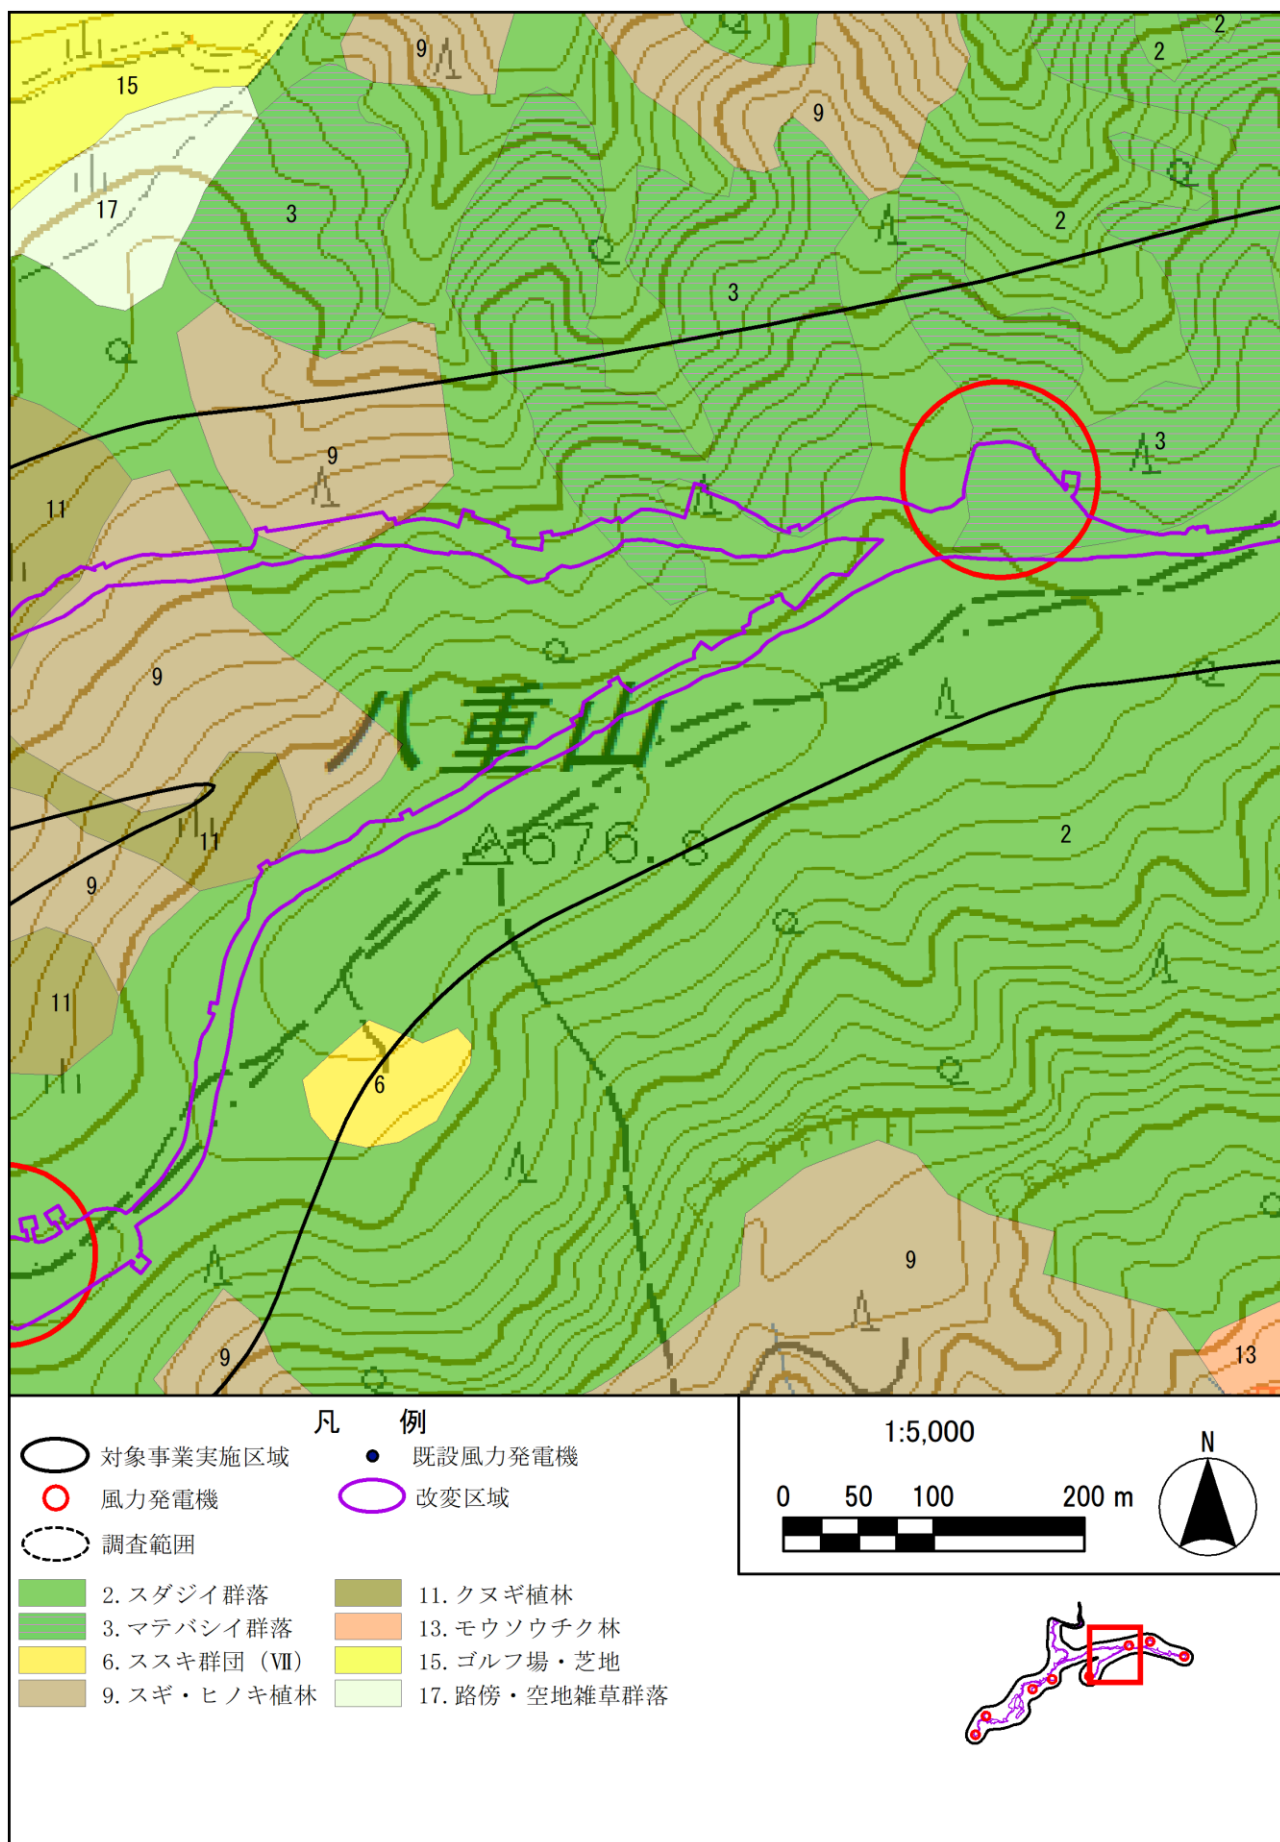 9
2
2
15
9
17
3
2
3
9
3
11
9
八重山
676.8
11
2
9
11
6
9
9
13
凡 例
対象事業実施区域
既設風力発電機
風力発電機
改変区域
調査範囲
2. スダジイ群落
11. クヌギ植林
3. マテバシイ群落
13. モウソウチク林
6. ススキ群団（Ⅶ）
15. ゴルフ場・芝地
9. スギ・ヒノキ植林
17. 路傍・空地雑草群落
1:5,000
0 50 100 200 m
N